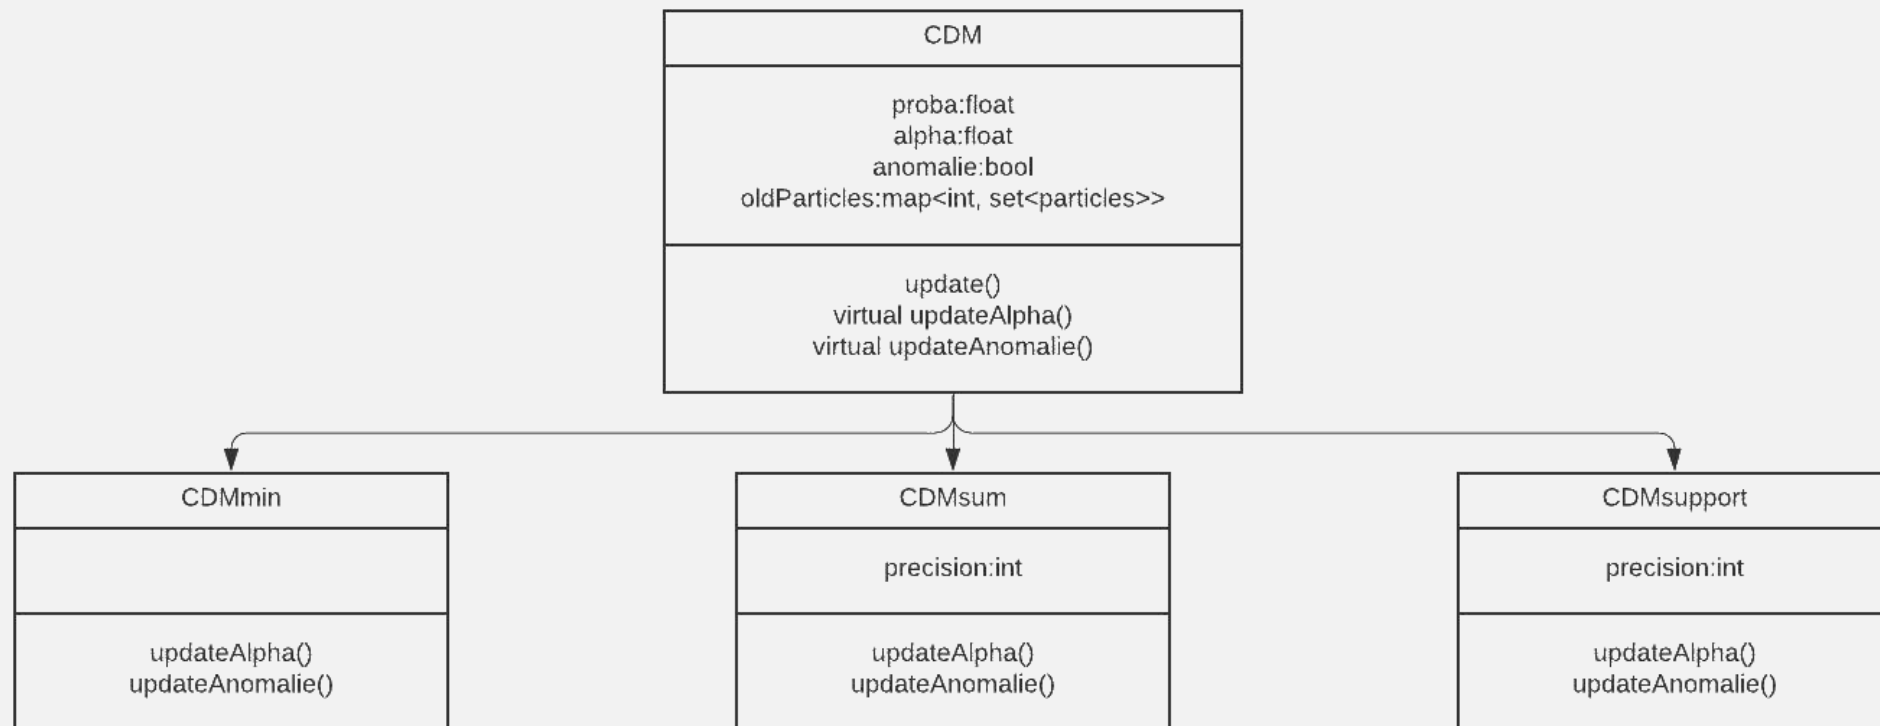 CDM
proba:float
alpha:float
anomalie:bool
oldParticles:map<int, set<particles>>
update()
virtual updateAlpha()
virtual updateAnomalie()
CDMmin
CDMsum
CDMsupport
precision:int
precision:int
updateAlpha()
updateAnomalie()
updateAlpha()
updateAnomalie()
updateAlpha()
updateAnomalie()